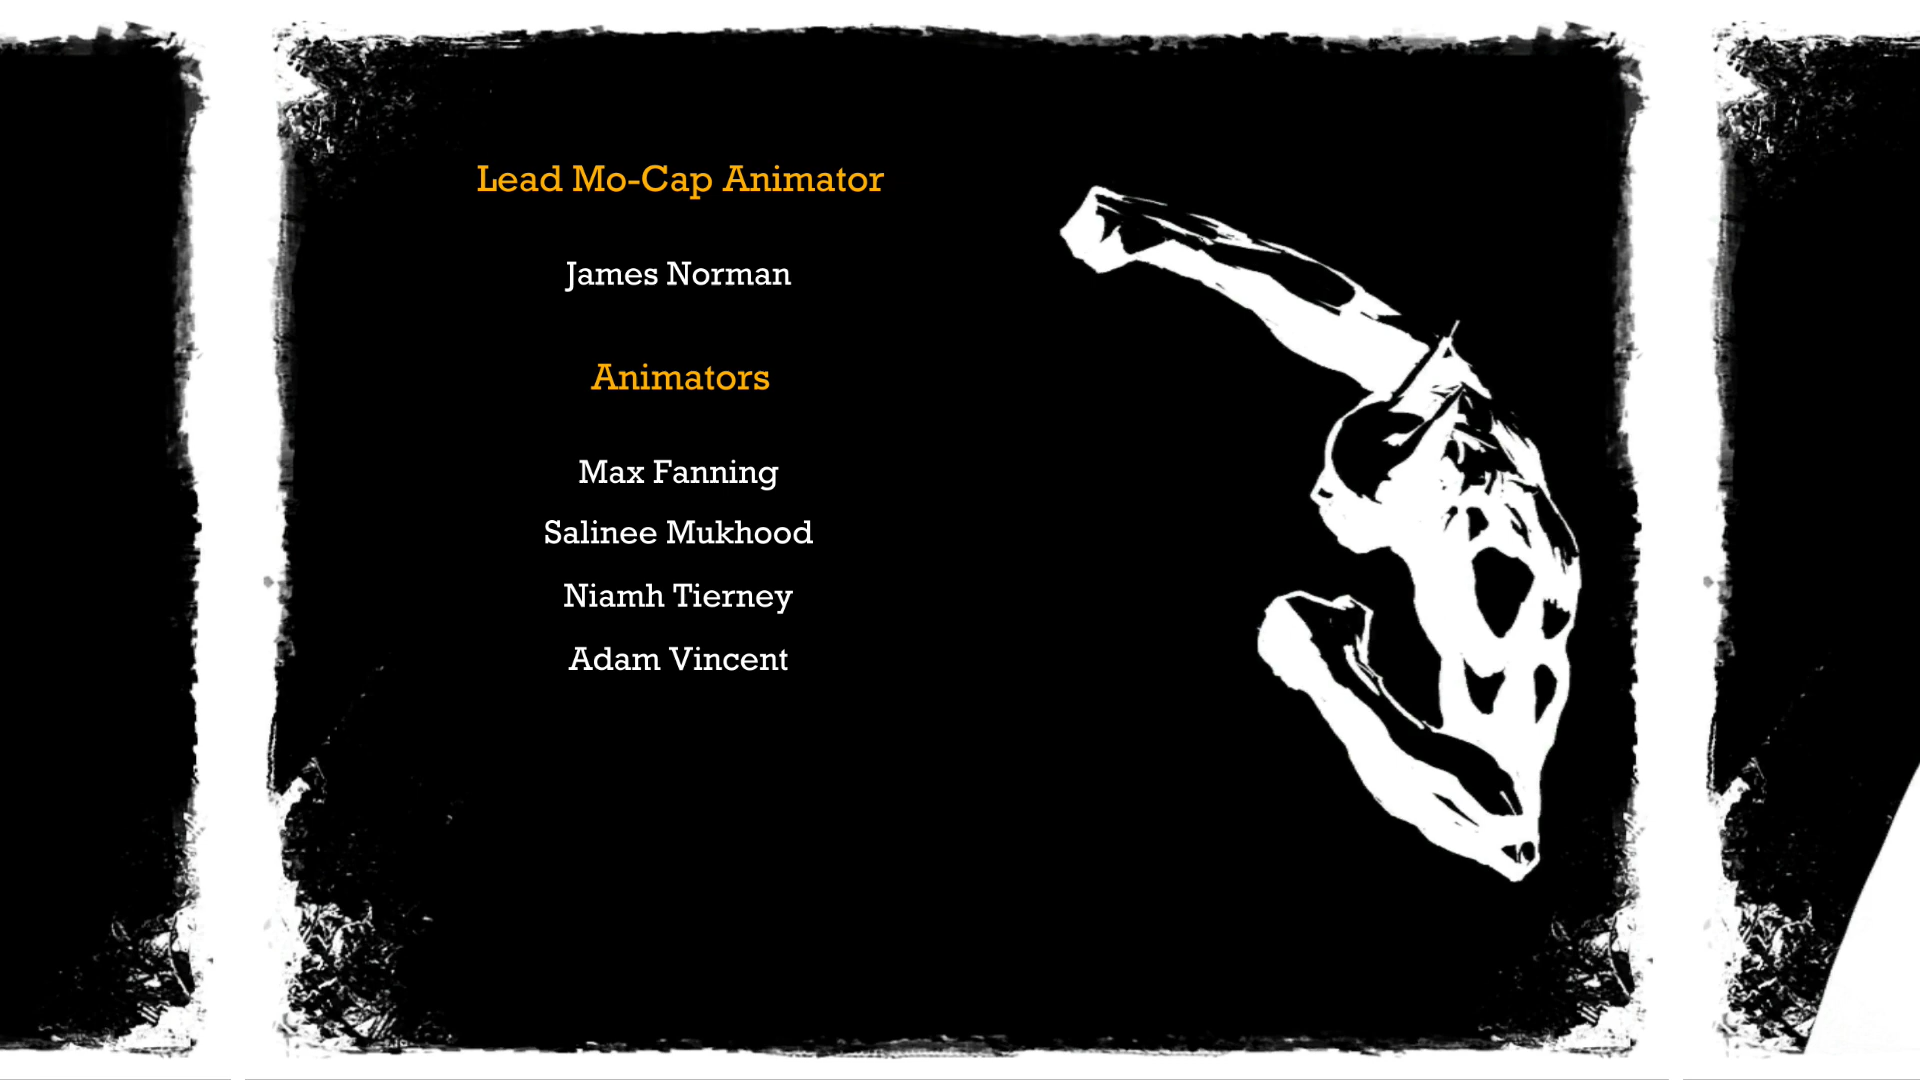 Lead Mo-Cap Animator
James Norman
Animators
Max Fanning
Salinee Mukhood
Niamh Tierney
Adam Vincent